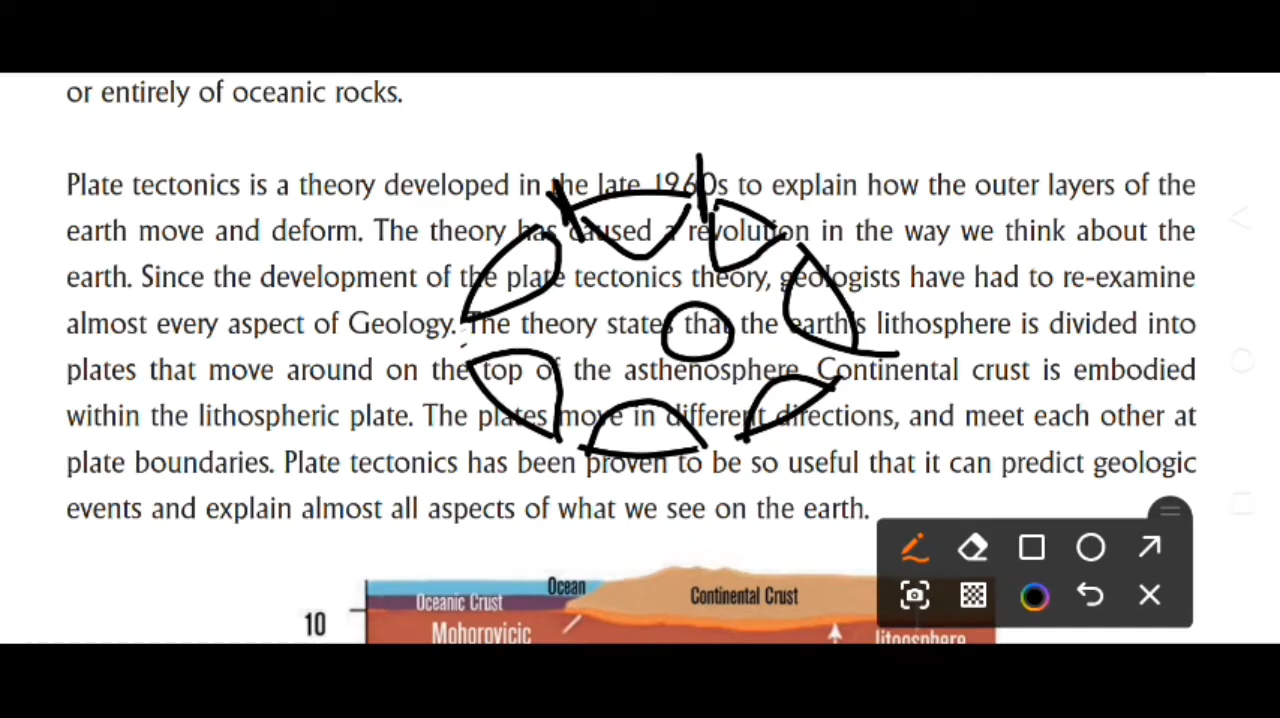 or entirely of oceanic rocks.
Plate tectonics is a theory developed in the late 1960s to explain how the outer layers of the
earth move and deform. The theory has caused a revolution in the way we think about the
earth. Since the development of the plate tectonics theory, geologists have had to re-examine
almost every aspect of Geology. The theory states that the earth's lithosphere is divided into
plates that move around on the top of the asthenosphere. Continental crust is embodied
within the lithospheric plate. The plates move in different directions, and meet each other at
plate boundaries. Plate tectonics has been proven to be so useful that it can predict geologic
events and explain almost all aspects of what we see on the earth.
Ocean
Oceanic Crust
Continental Crust
10
Mohorovicic